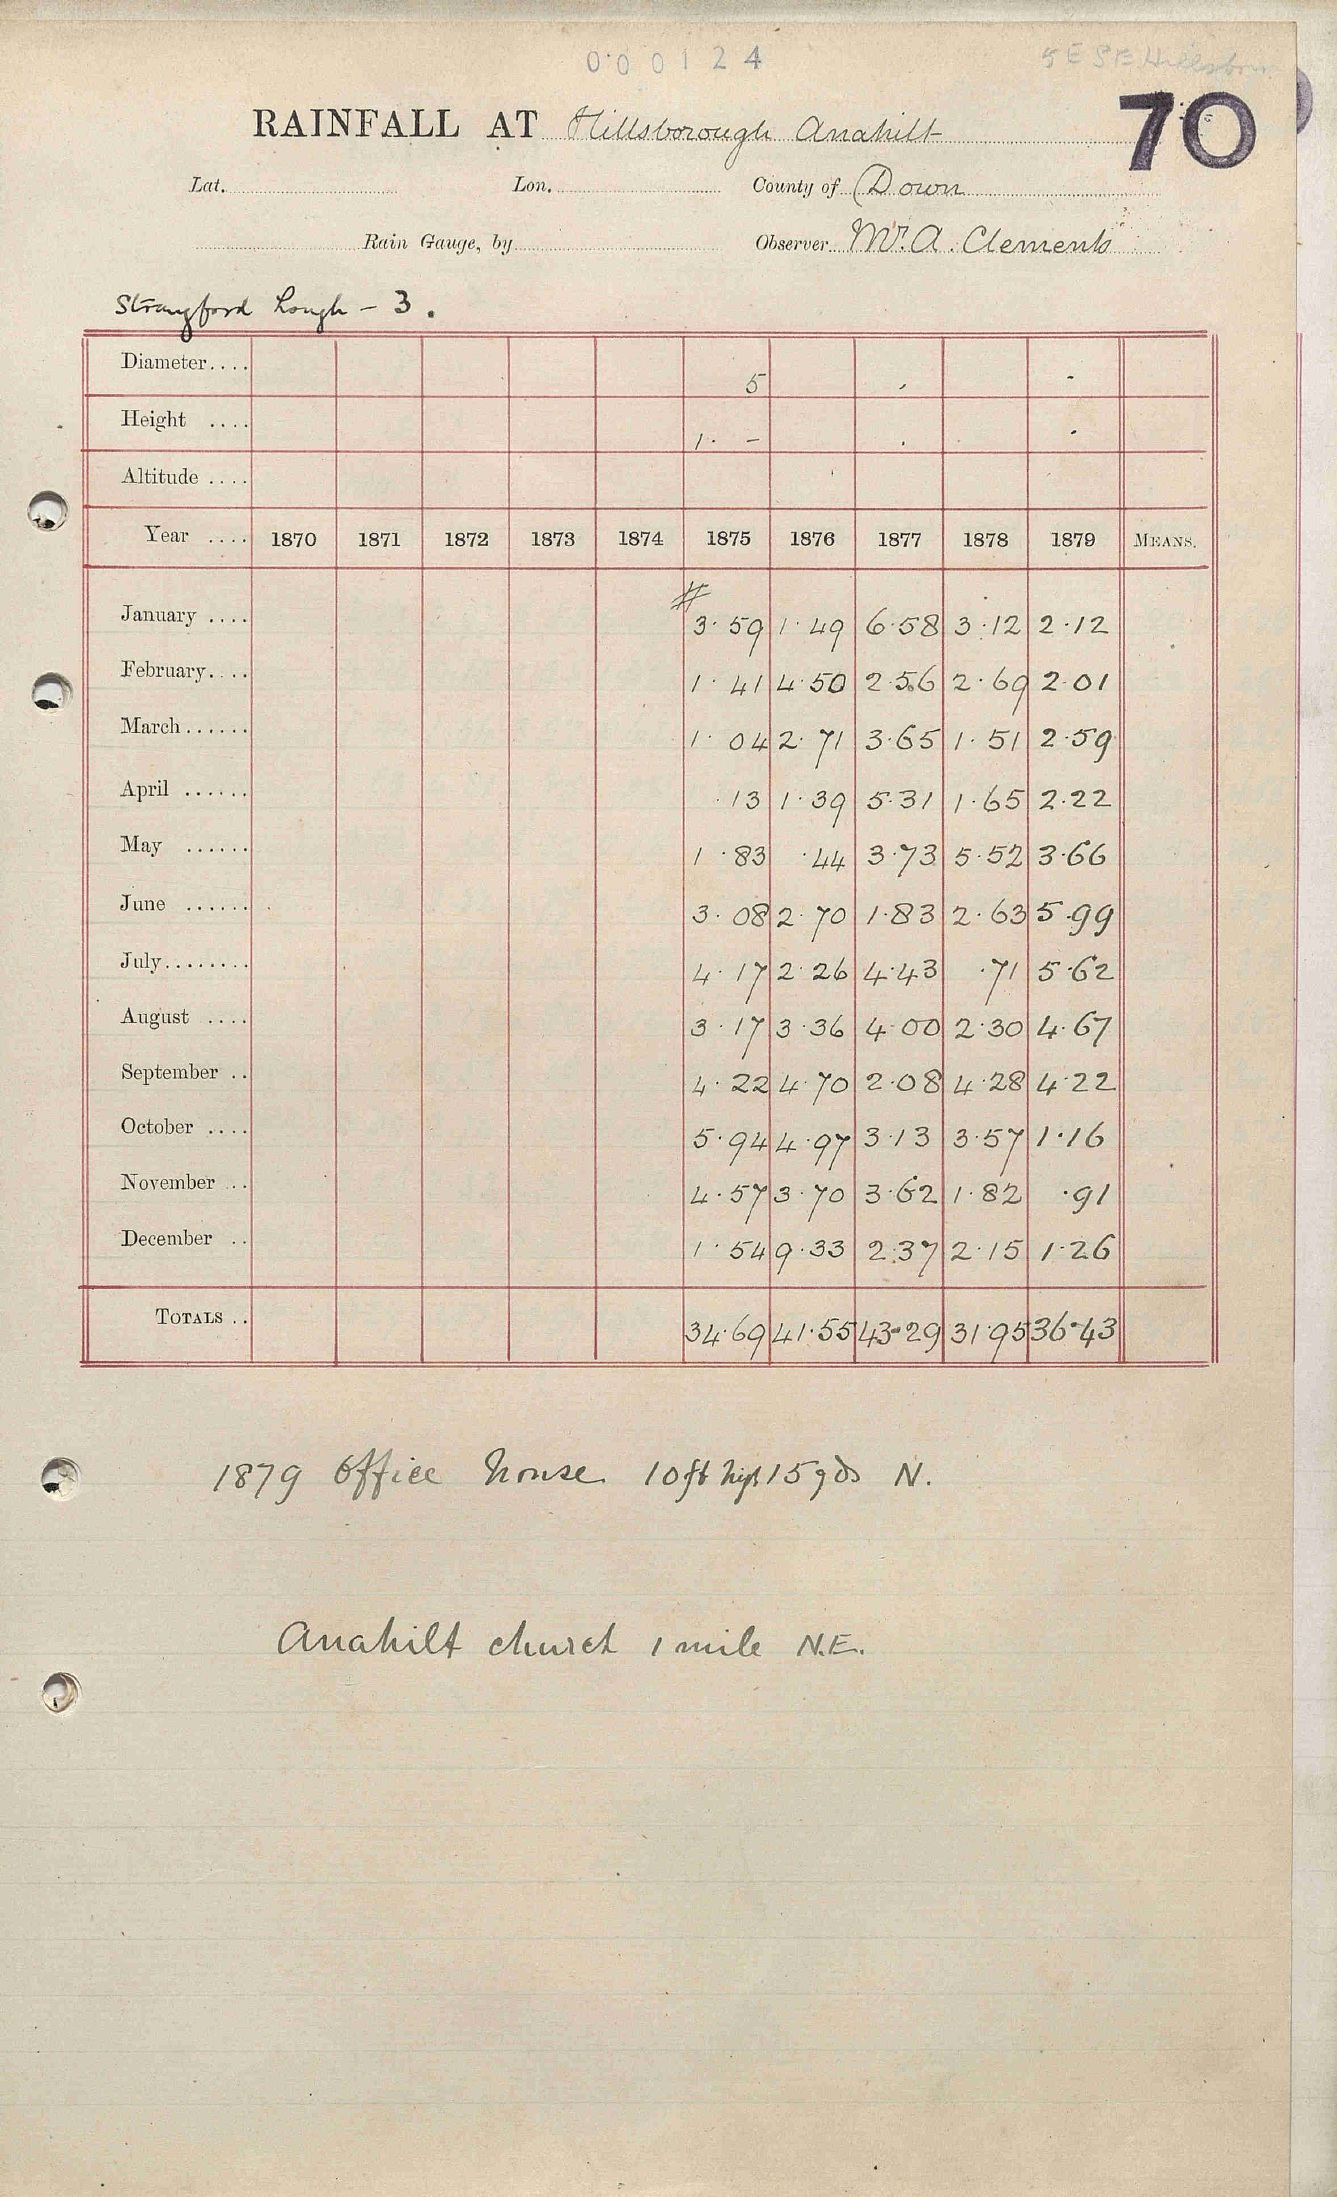 000124
5 E S E Hillsboro
RAINFALL AT Hillsborough Anahilt
70
Lat. Lon. County of Down
Rain Gauge, by Observer Mr. A. Clements
Strangford Lough - 3.
Diameter.... 5 . -
Height .... 1. - . .
Altitude ....
Year .... 1870 1871 1872 1873 1874 1875 1876 1877 1878 1879 MEANS.
#
January .... 3.59 1.49 6.58 3.12 2.12
February.... 1.41 4.50 2.56 2.69 2.01
March...... 1.04 2.71 3.65 1.51 2.59
April ...... .13 1.39 5.31 1.65 2.22
May ...... 1.83 .44 3.73 5.52 3.66
June ...... 3.08 2.70 1.83 2.63 5.99
July........ 4.17 2.26 4.43 .71 5.62
August .... 3.17 3.36 4.00 2.30 4.67
September .. 4.22 4.70 2.08 4.28 4.22
October .... 5.94 4.97 3.13 3.57 1.16
November .. 4.57 3.70 3.62 1.82 .91
December .. 1.54 9.33 2.37 2.15 1.26
TOTALS .. 34.69 41.55 43.29 31.95 36.43
1879 Office house 10ft high 15 yds N.
Anahilt church 1 mile N.E.